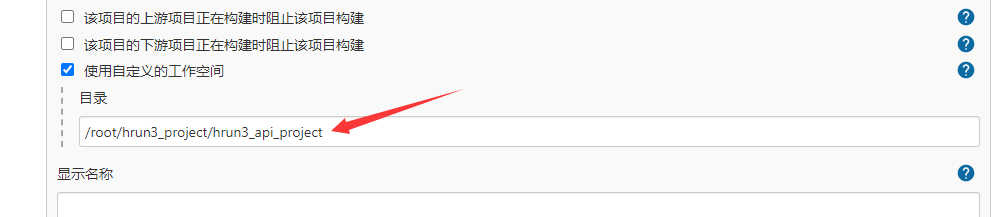 该项目的上游项目正在构建时阻止该项目构建
该项目的下游项目正在构建时阻止该项目构建
使用自定义的工作空间
目录
/root/hrun3_project/hrun3_api_project
显示名称